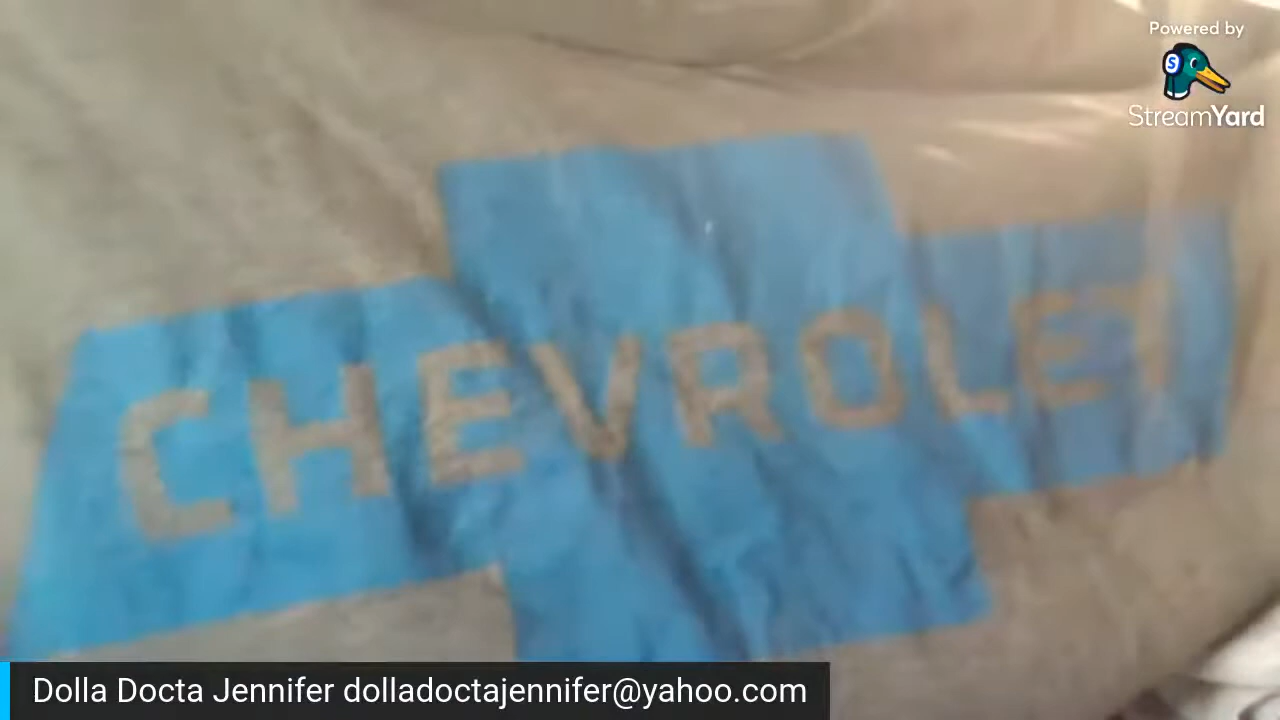 Powered by
S
StreamYard
CHEVROLET
Dolla Docta Jennifer dolladoctajennifer@yahoo.com